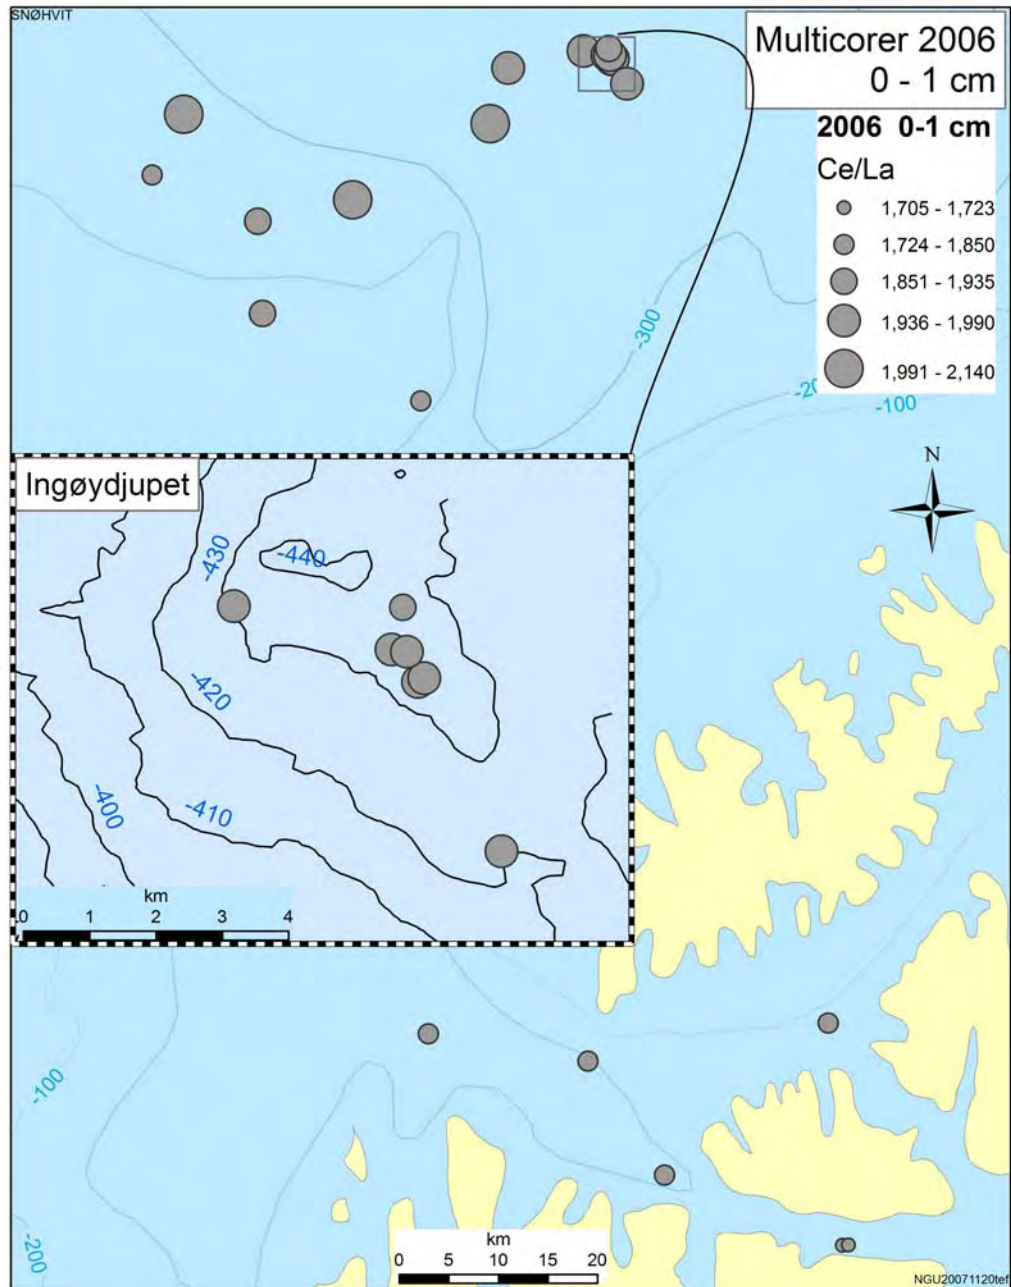 SNØHVIT
Multicorer 2006
0 - 1 cm
2006 0-1 cm
Ce/La
1,705 - 1,723
1,724 - 1,850
1,851 - 1,935
1,936 - 1,990
1,991 - 2,140
-300
-20
-100
N
Ingøydjupet
-430
-440
-420
-410
-400
km
0 1 2 3 4
-100
-200
km
0 5 10 15 20
NGU20071120tef